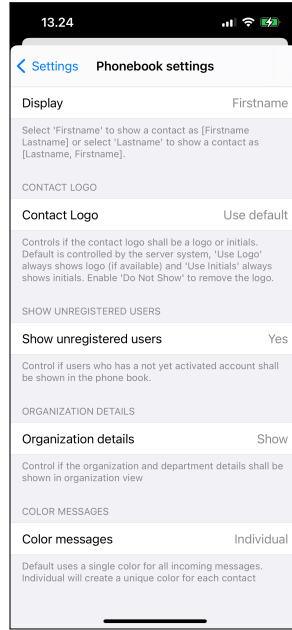 13.24
Settings Phonebook settings
Display Firstname
Select 'Firstname' to show a contact as [Firstname
Lastname] or select 'Lastname' to show a contact as
[Lastname, Firstname].
CONTACT LOGO
Contact Logo Use default
Controls if the contact logo shall be a logo or initials.
Default is controlled by the server system, 'Use Logo'
always shows logo (if available) and 'Use Initials' always
shows initials. Enable 'Do Not Show' to remove the logo.
SHOW UNREGISTERED USERS
Show unregistered users Yes
Control if users who has a not yet activated account shall
be shown in the phone book.
ORGANIZATION DETAILS
Organization details Show
Control if the organization and department details shall be
shown in organization view
COLOR MESSAGES
Color messages Individual
Default uses a single color for all incoming messages.
Individual will create a unique color for each contact